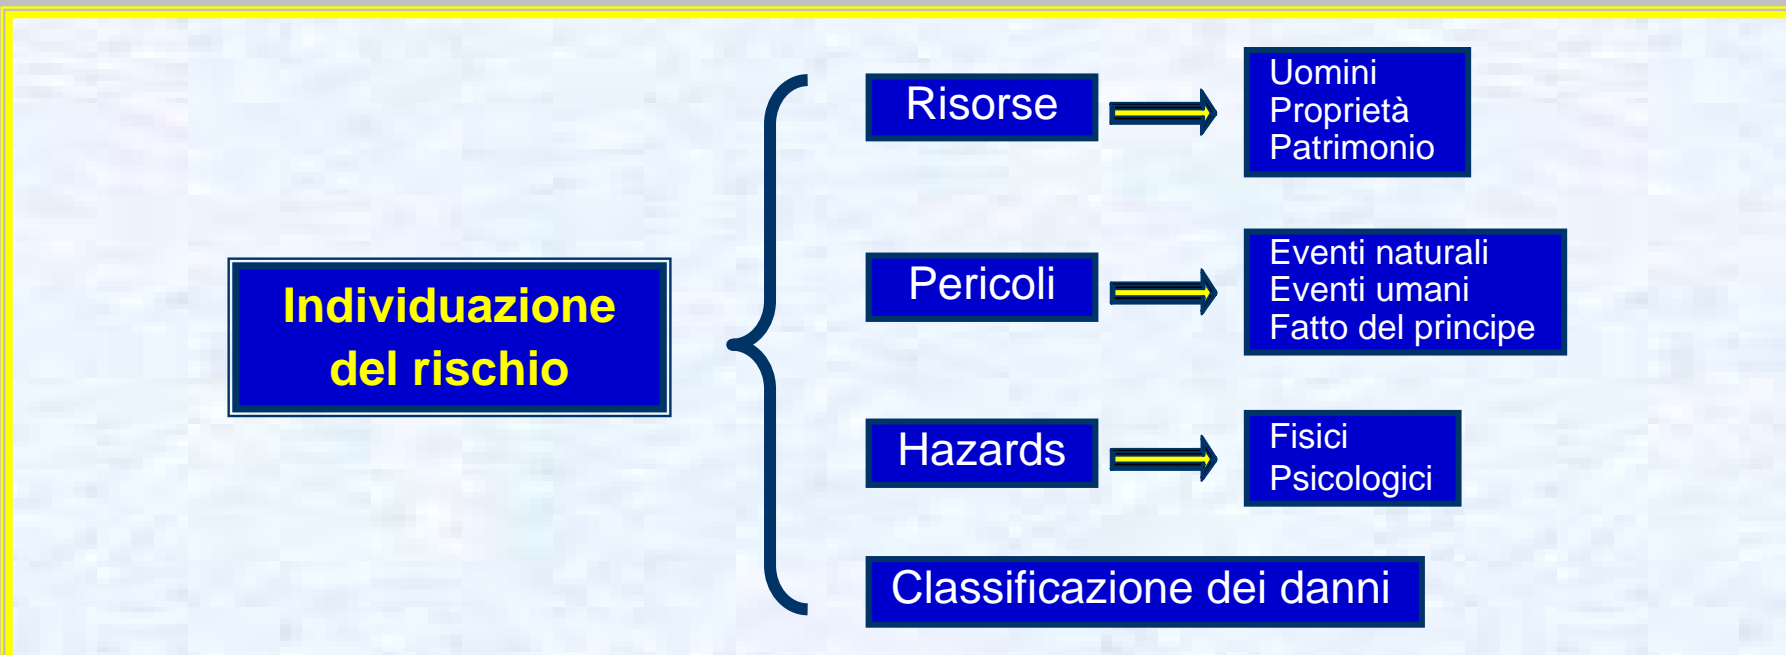 Individuazione
del rischio
Risorse
Uomini
Proprietà
Patrimonio
Pericoli
Eventi naturali
Eventi umani
Fatto del principe
Hazards
Fisici
Psicologici
Classificazione dei danni